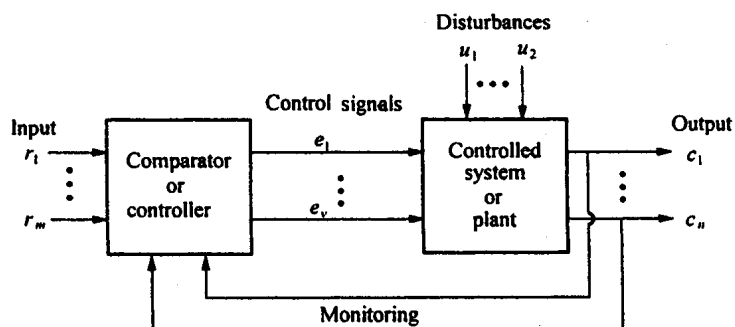 Disturbances
u₁ ••• u₂
Control signals
Input
Output
r₁
e₁
c₁
Comparator
or
controller
Controlled
system
or
plant
rₘ
eᵥ
cₙ
Monitoring